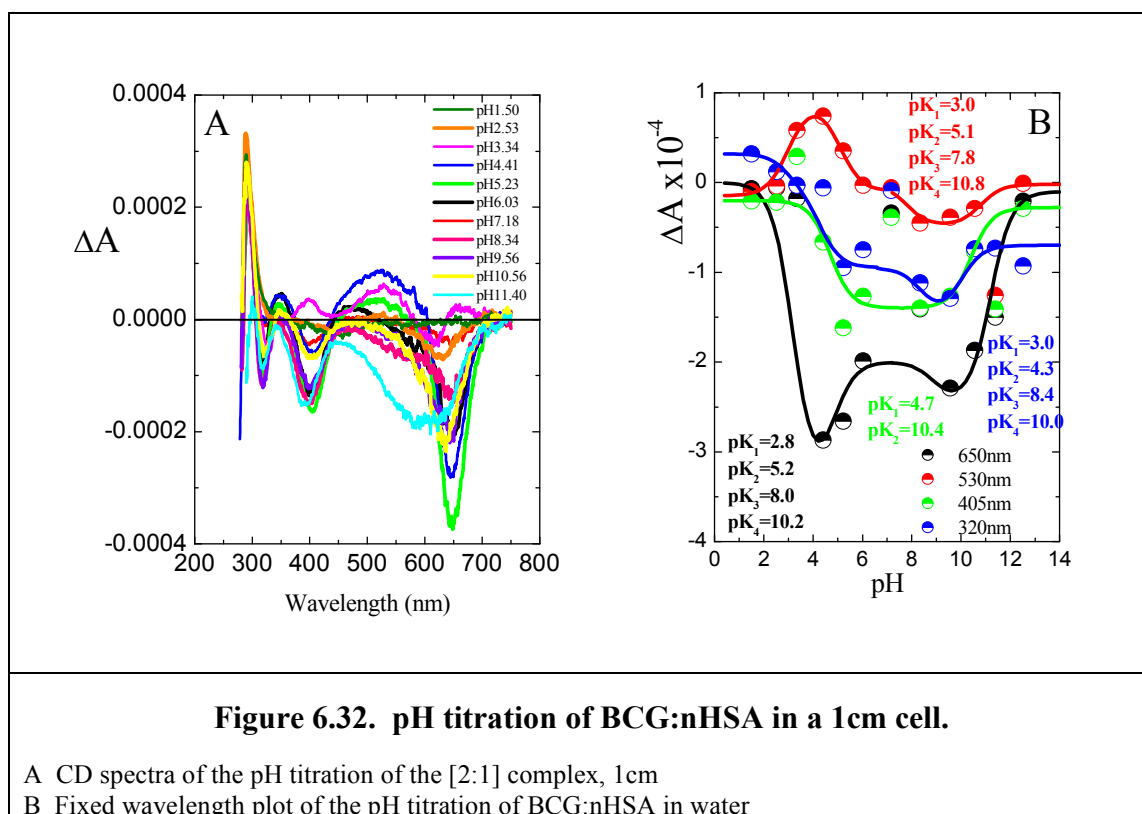 A
0.0004
0.0002
0.0000
-0.0002
-0.0004
ΔA
200 300 400 500 600 700 800
Wavelength (nm)
pH1.50
pH2.53
pH3.34
pH4.41
pH5.23
pH6.03
pH7.18
pH8.34
pH9.56
pH10.56
pH11.40
B
1
0
-1
-2
-3
-4
ΔA x10⁻⁴
0 2 4 6 8 10 12 14
pH
pK₁=3.0
pK₂=5.1
pK₃=7.8
pK₄=10.8
pK₁=3.0
pK₂=4.3
pK₃=8.4
pK₄=10.0
pK₁=4.7
pK₂=10.4
pK₁=2.8
pK₂=5.2
pK₃=8.0
pK₄=10.2
650nm
530nm
405nm
320nm
Figure 6.32. pH titration of BCG:nHSA in a 1cm cell.
A CD spectra of the pH titration of the [2:1] complex, 1cm
B Fixed wavelength plot of the pH titration of BCG:nHSA in water